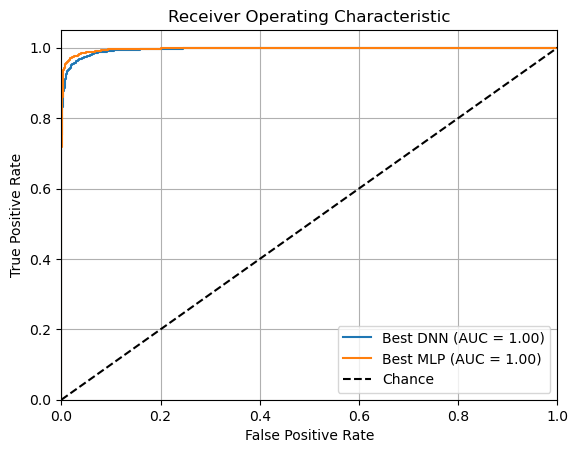 Receiver Operating Characteristic
True Positive Rate
1.0
0.8
0.6
0.4
0.2
0.0
0.0 0.2 0.4 0.6 0.8 1.0
False Positive Rate
Best DNN (AUC = 1.00)
Best MLP (AUC = 1.00)
Chance